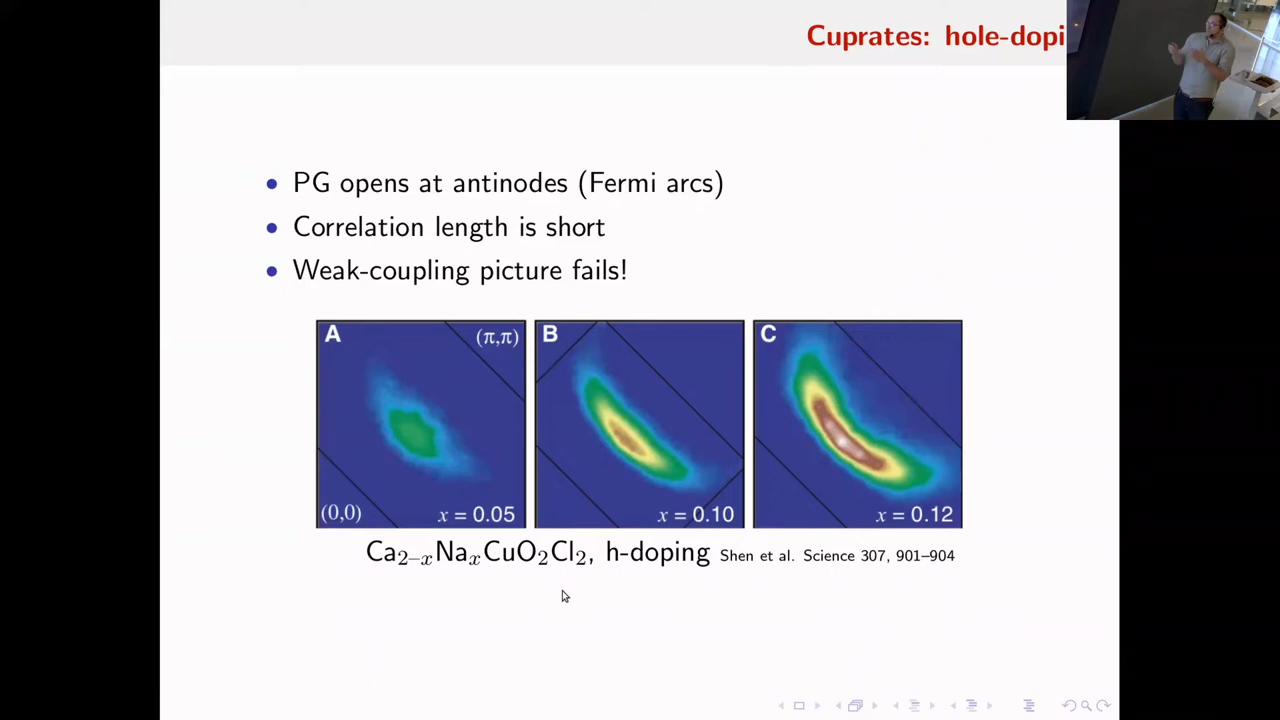 Cuprates: hole-dopi
• PG opens at antinodes (Fermi arcs)
• Correlation length is short
• Weak-coupling picture fails!
A (π,π) B C
(0,0) x = 0.05 x = 0.10 x = 0.12
Ca₂₋ₓNaₓCuO₂Cl₂, h-doping Shen et al. Science 307, 901–904